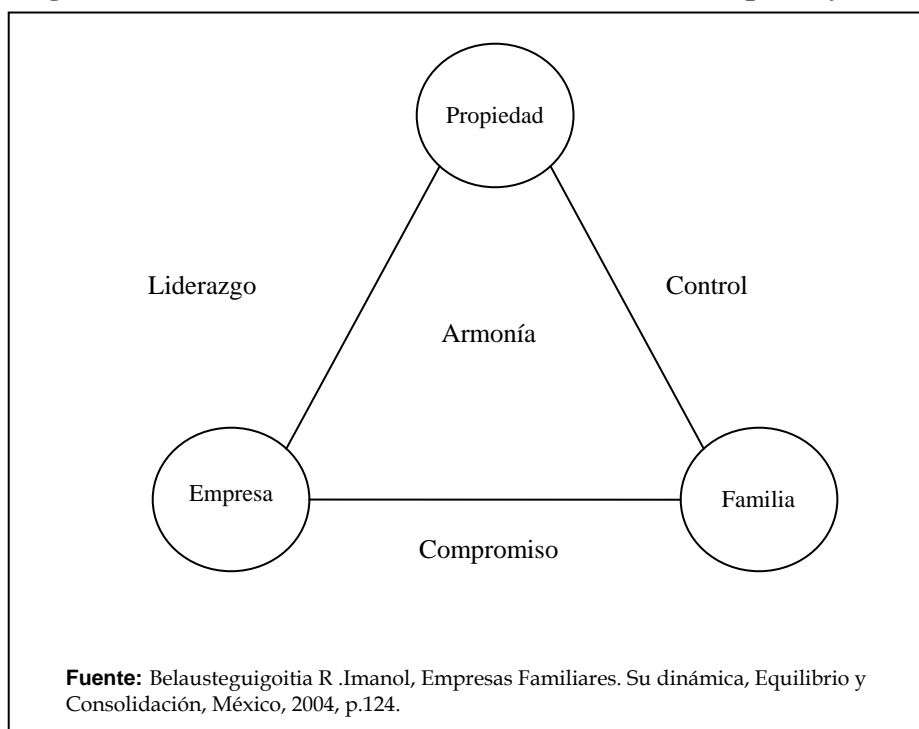 Propiedad
Liderazgo
Control
Armonía
Empresa
Familia
Compromiso
Fuente: Belausteguigoitia R .Imanol, Empresas Familiares. Su dinámica, Equilibrio y
Consolidación, México, 2004, p.124.